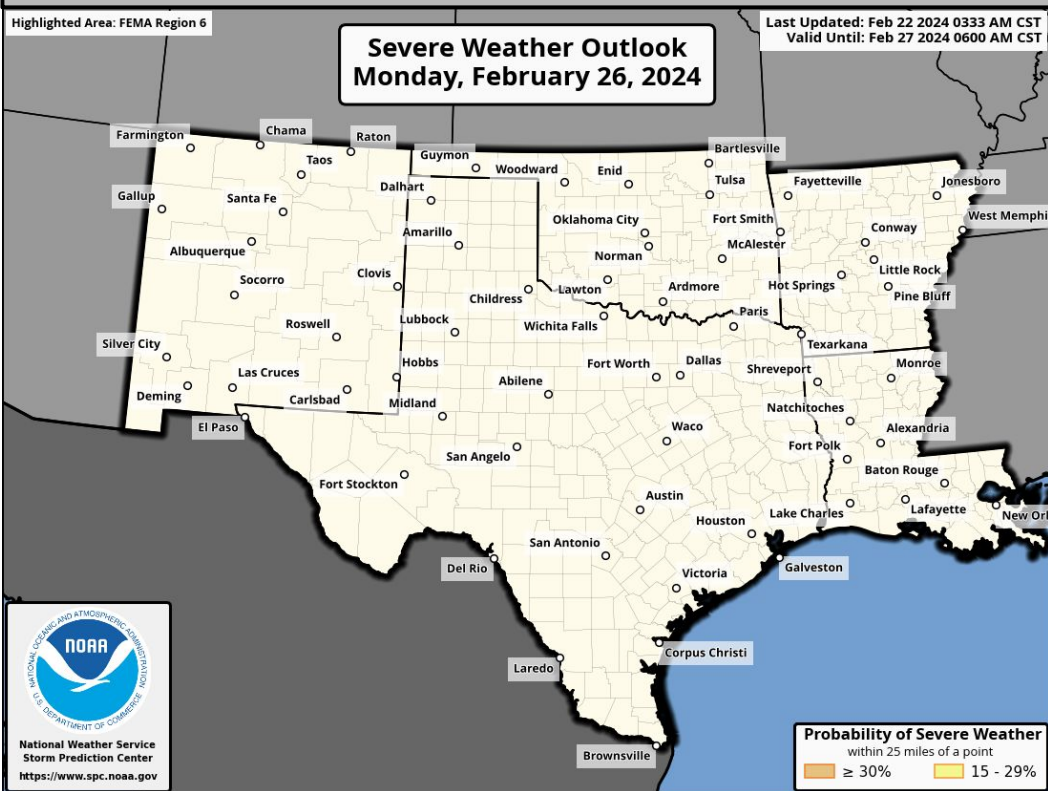 Highlighted Area: FEMA Region 6
Severe Weather Outlook
Monday, February 26, 2024
Last Updated: Feb 22 2024 0333 AM CST
Valid Until: Feb 27 2024 0600 AM CST
Farmington
Chama
Raton
Taos
Guymon
Woodward
Enid
Bartlesville
Tulsa
Fayetteville
Jonesboro
Gallup
Santa Fe
Dalhart
Oklahoma City
Fort Smith
West Memphi
Albuquerque
Amarillo
Norman
McAlester
Conway
Socorro
Clovis
Childress
Lawton
Ardmore
Hot Springs
Little Rock
Pine Bluff
Roswell
Lubbock
Wichita Falls
Paris
Texarkana
Silver City
Las Cruces
Hobbs
Fort Worth
Dallas
Shreveport
Monroe
Deming
Carlsbad
Midland
Abilene
Natchitoches
El Paso
Waco
Alexandria
San Angelo
Fort Polk
Fort Stockton
Baton Rouge
Austin
Lake Charles
Lafayette
New Orl
Houston
San Antonio
Del Rio
Galveston
Victoria
Corpus Christi
Laredo
Brownsville
NATIONAL OCEANIC AND ATMOSPHERIC ADMINISTRATION
NOAA
U.S. DEPARTMENT OF COMMERCE
National Weather Service
Storm Prediction Center
https://www.spc.noaa.gov
Probability of Severe Weather
within 25 miles of a point
≥ 30%
15 - 29%